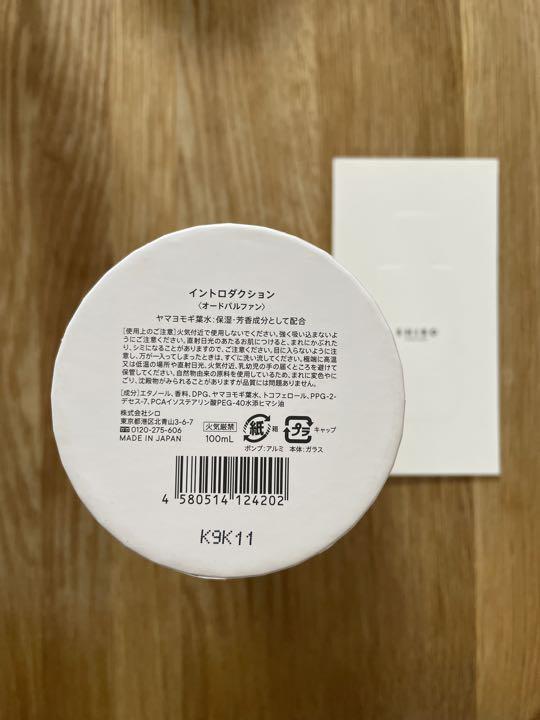 イントロダクション
〈オードパルファン〉
ヤマヨモギ葉水：保湿・芳香成分として配合
［使用上のご注意］火気付近で使用しないでください。強く吸い込まないよ
うにご注意ください。直射日光のあたるお肌につけると、まれにかぶれた
り、シミになることがありますので、ご注意ください。目に入らないように注
意し、万が一入ってしまったときは、すぐに洗い流してください。極端に高温
又は低温の場所や直射日光、火気付近、乳幼児の手の届くところを避けて
保管してください。自然物由来の原料を使用しているため、まれに変色やに
ごり、沈殿物がみられることがありますが品質には問題ありません。
［成分］エタノール、香料、DPG、ヤマヨモギ葉水、トコフェロール、PPG-2-
デセス-7、PCAイソステアリン酸PEG-40水添ヒマシ油
株式会社シロ
東京都港区北青山3-6-7
0120-275-606
MADE IN JAPAN
火気厳禁
100mL
紙 箱
ポンプ：アルミ
プラ キャップ
本体：ガラス
4 580514 124202
K9K11
SHIRO